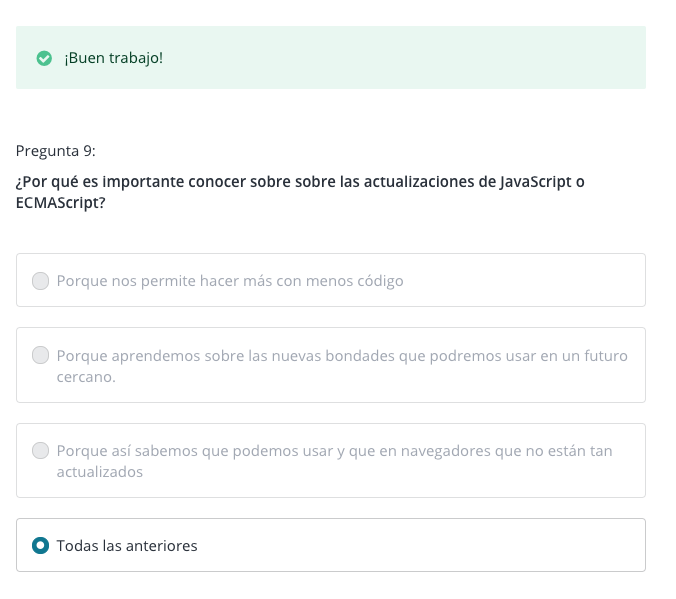 ¡Buen trabajo!
Pregunta 9:
¿Por qué es importante conocer sobre sobre las actualizaciones de JavaScript o
ECMAScript?
Porque nos permite hacer más con menos código
Porque aprendemos sobre las nuevas bondades que podremos usar en un futuro
cercano.
Porque así sabemos que podemos usar y que en navegadores que no están tan
actualizados
Todas las anteriores